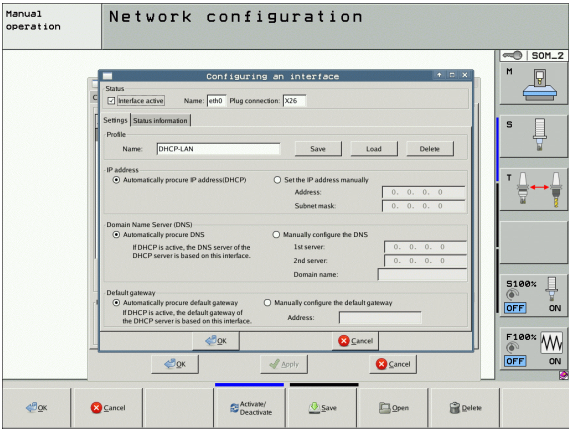 Manual
operation
Network configuration
SOM_2
M
Configuring an interface
Status
Interface active
Name: eth0
Plug connection: X26
Settings
Status information
Profile
Name: DHCP-LAN
Save
Load
Delete
IP address
Automatically procure IP address(DHCP)
Set the IP address manually
Address: 0. 0. 0. 0
Subnet mask: 0. 0. 0. 0
Domain Name Server (DNS)
Automatically procure DNS
Manually configure the DNS
If DHCP is active, the DNS server of the
DHCP server is based on this interface.
1st server: 0. 0. 0. 0
2nd server: 0. 0. 0. 0
Domain name:
Default gateway
Automatically procure default gateway
Manually configure the default gateway
If DHCP is active, the default gateway of
the DHCP server is based on this interface.
Address:
OK
Cancel
OK
Apply
Cancel
S
T
S100%
OFF ON
F100%
OFF ON
OK
Cancel
Activate/
Deactivate
Save
Open
Delete